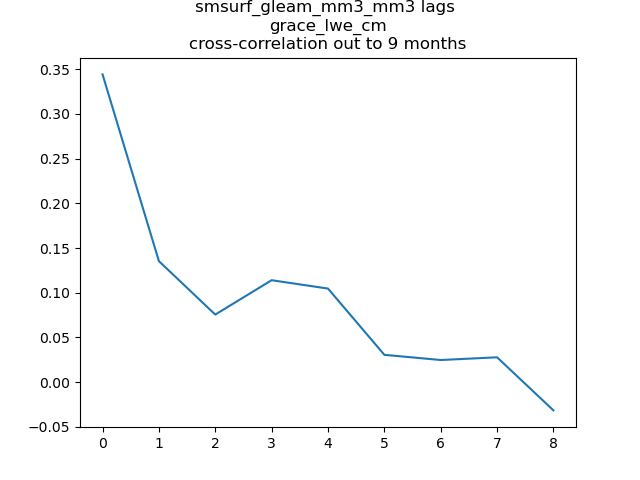 smsurf_gleam_mm3_mm3 lags
grace_lwe_cm
cross-correlation out to 9 months
0.35
0.30
0.25
0.20
0.15
0.10
0.05
0.00
−0.05
0 1 2 3 4 5 6 7 8